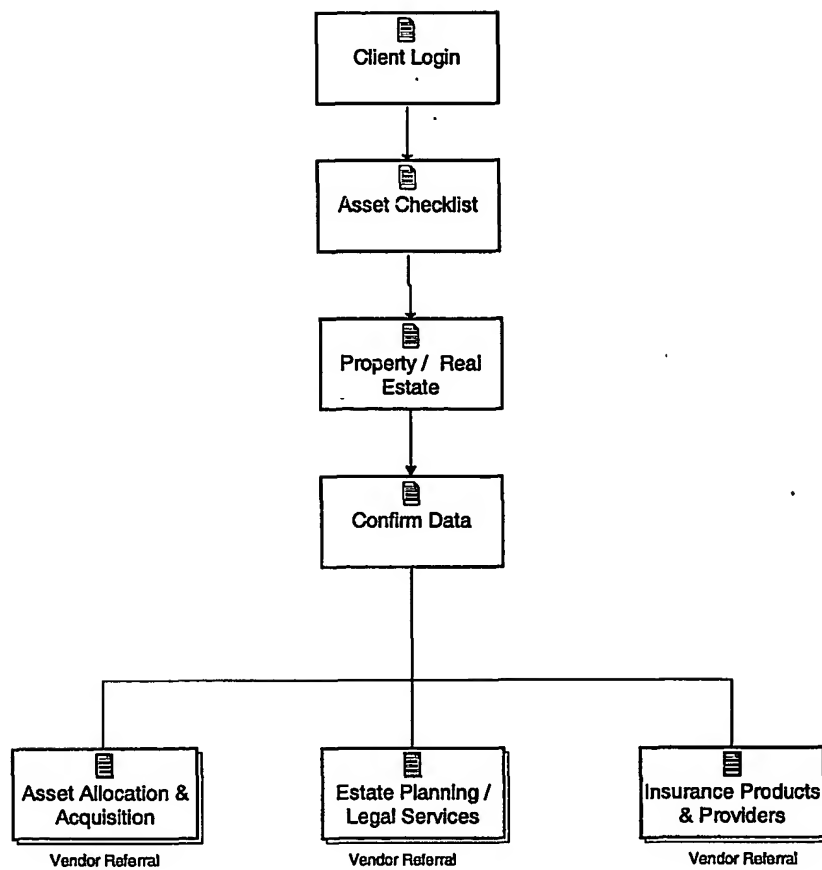 Client Login
Asset Checklist
Property / Real
Estate
Confirm Data
Asset Allocation &
Acquisition
Estate Planning /
Legal Services
Insurance Products
& Providers
Vendor Referral
Vendor Referral
Vendor Referral